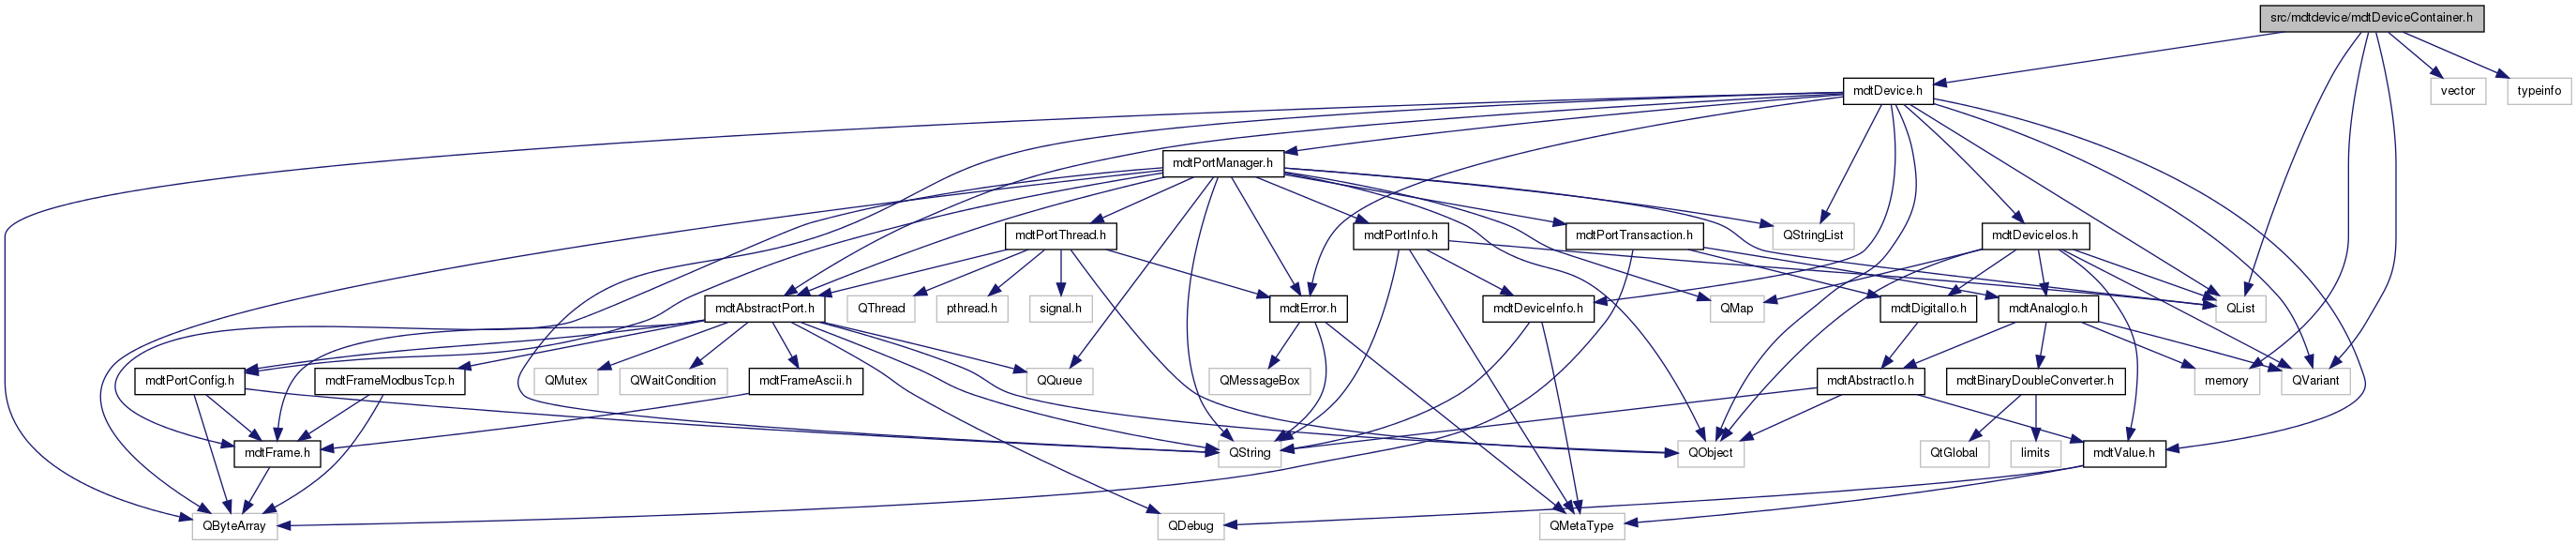 src/mdtdevice/mdtDeviceContainer.h
mdtDevice.h
vector
typeinfo
mdtPortManager.h
mdtPortThread.h
mdtPortInfo.h
mdtPortTransaction.h
QStringList
mdtDeviceIos.h
mdtAbstractPort.h
QThread
pthread.h
signal.h
mdtError.h
mdtDeviceInfo.h
QMap
mdtDigitalIo.h
mdtAnalogIo.h
QList
mdtPortConfig.h
mdtFrameModbusTcp.h
QMutex
QWaitCondition
mdtFrameAscii.h
QQueue
QMessageBox
mdtAbstractIo.h
mdtBinaryDoubleConverter.h
memory
QVariant
mdtFrame.h
QString
QObject
QtGlobal
limits
mdtValue.h
QByteArray
QDebug
QMetaType